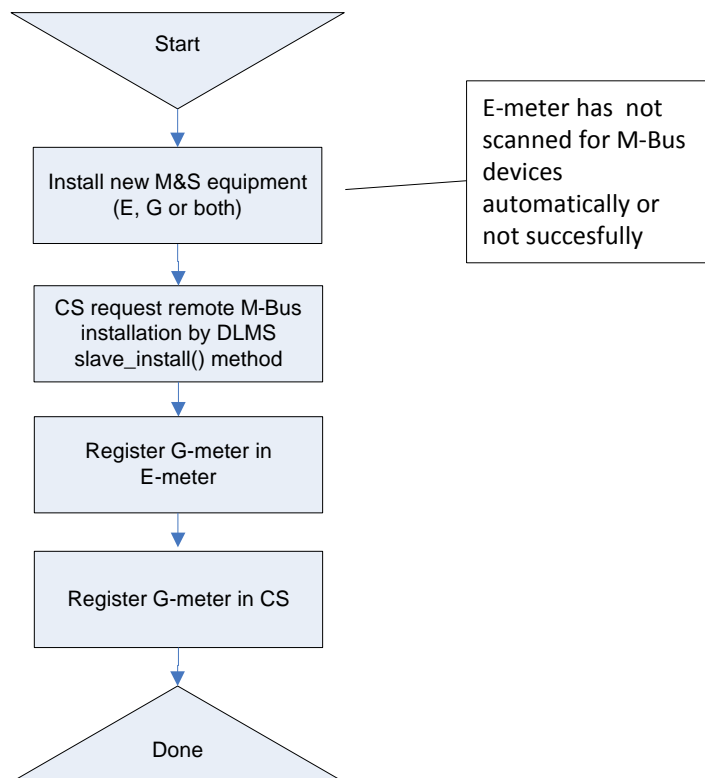 Start
Install new M&S equipment
(E, G or both)
E-meter has not
scanned for M-Bus
devices
automatically or
not succesfully
CS request remote M-Bus
installation by DLMS
slave_install() method
Register G-meter in
E-meter
Register G-meter in CS
Done